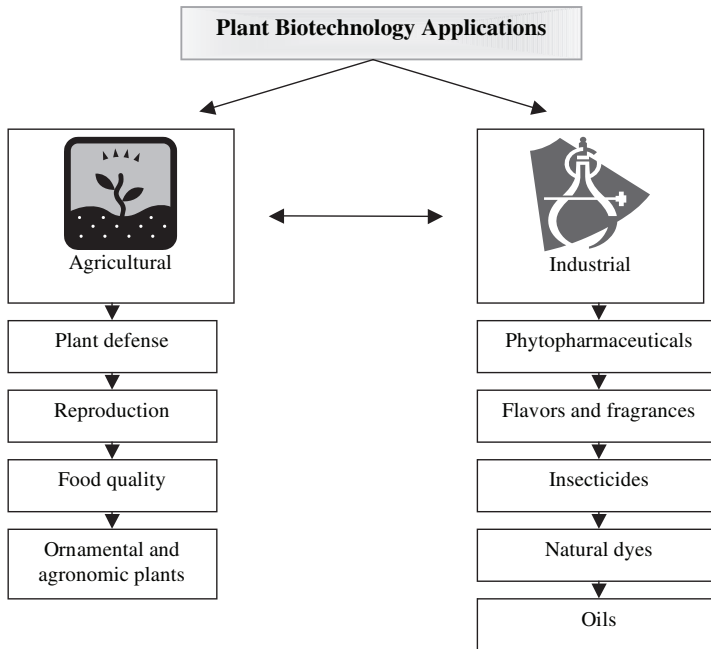 Plant Biotechnology Applications
Agricultural
Plant defense
Reproduction
Food quality
Ornamental and
agronomic plants
Industrial
Phytopharmaceuticals
Flavors and fragrances
Insecticides
Natural dyes
Oils